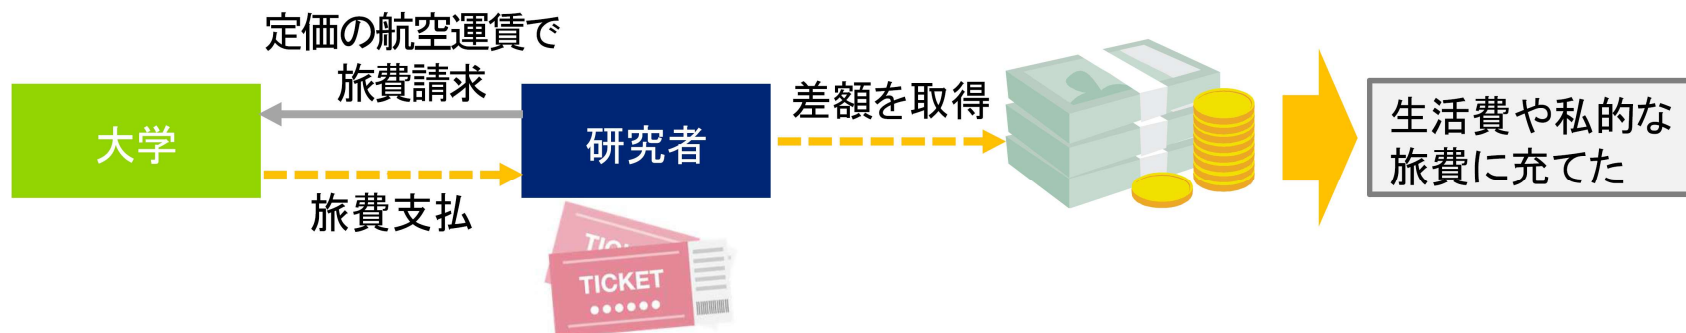 定価の航空運賃で
旅費請求
大学
研究者
旅費支払
差額を取得
生活費や私的な
旅費に充てた
TICKET
TIC